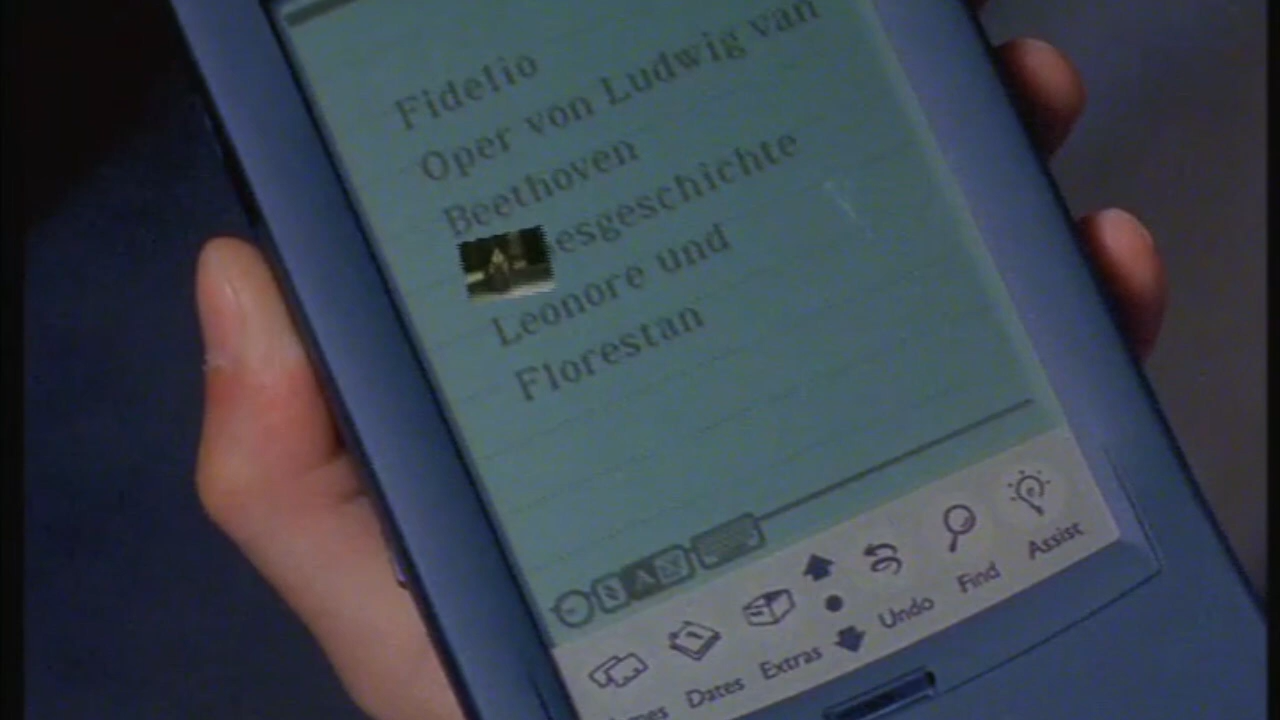 Fidelio
Oper von Ludwig van
Beethoven
esgeschichte
Leonore und
Florestan
Dates
Extras
Undo
Find
Assist